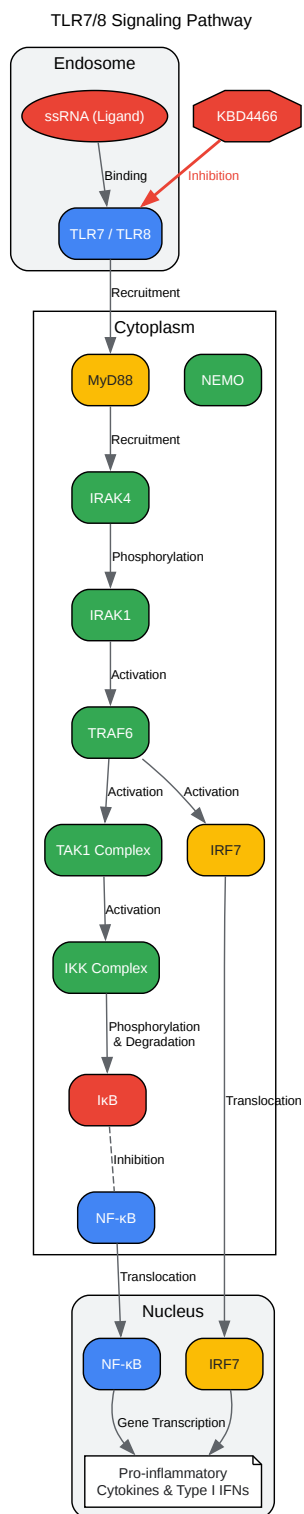 TLR7/8 Signaling Pathway
Endosome
ssRNA (Ligand)
KBD4466
Binding
Inhibition
TLR7 / TLR8
Recruitment
Cytoplasm
MyD88
NEMO
Recruitment
IRAK4
Phosphorylation
IRAK1
Activation
TRAF6
Activation
Activation
TAK1 Complex
IRF7
Activation
IKK Complex
Phosphorylation
& Degradation
IκB
Translocation
Inhibition
NF-κB
Translocation
Nucleus
NF-κB
IRF7
Gene Transcription
Pro-inflammatory
Cytokines & Type I IFNs